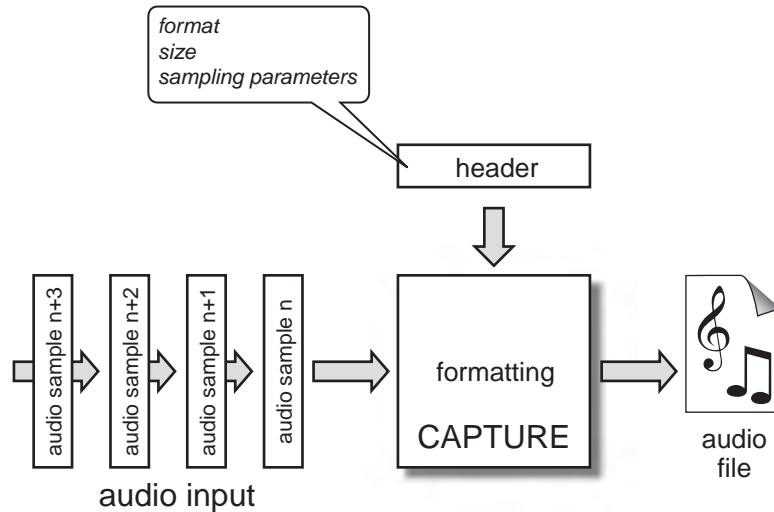 format
size
sampling parameters
header
audio sample n+3
audio sample n+2
audio sample n+1
audio sample n
formatting
CAPTURE
audio input
audio
file